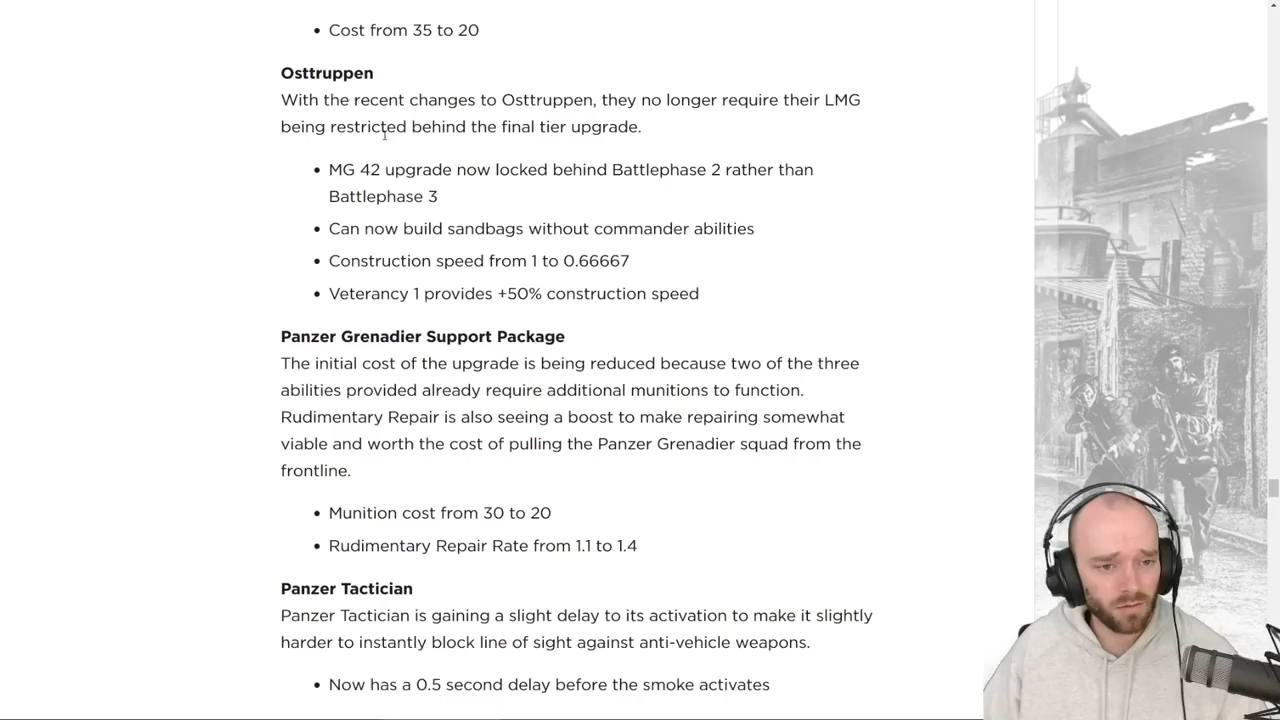 Cost from 35 to 20
Osttruppen
With the recent changes to Osttruppen, they no longer require their LMG
being restricted behind the final tier upgrade.
MG 42 upgrade now locked behind Battlephase 2 rather than
Battlephase 3
Can now build sandbags without commander abilities
Construction speed from 1 to 0.66667
Veterancy 1 provides +50% construction speed
Panzer Grenadier Support Package
The initial cost of the upgrade is being reduced because two of the three
abilities provided already require additional munitions to function.
Rudimentary Repair is also seeing a boost to make repairing somewhat
viable and worth the cost of pulling the Panzer Grenadier squad from the
frontline.
Munition cost from 30 to 20
Rudimentary Repair Rate from 1.1 to 1.4
Panzer Tactician
Panzer Tactician is gaining a slight delay to its activation to make it slightly
harder to instantly block line of sight against anti-vehicle weapons.
Now has a 0.5 second delay before the smoke activates